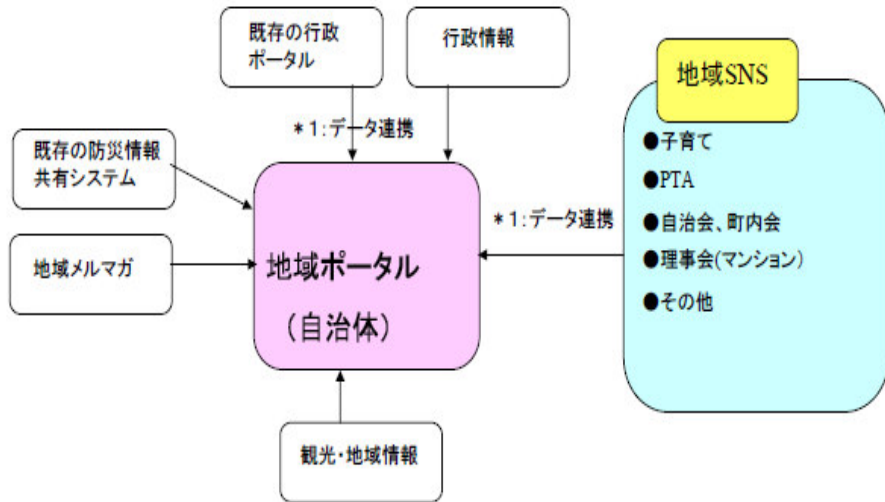 既存の行政
ポータル
行政情報
地域SNS
*1:データ連携
●子育て
既存の防災情報
共有システム
●PTA
*1:データ連携
●自治会、町内会
地域メルマガ
地域ポータル
●理事会(マンション)
(自治体)
●その他
観光・地域情報